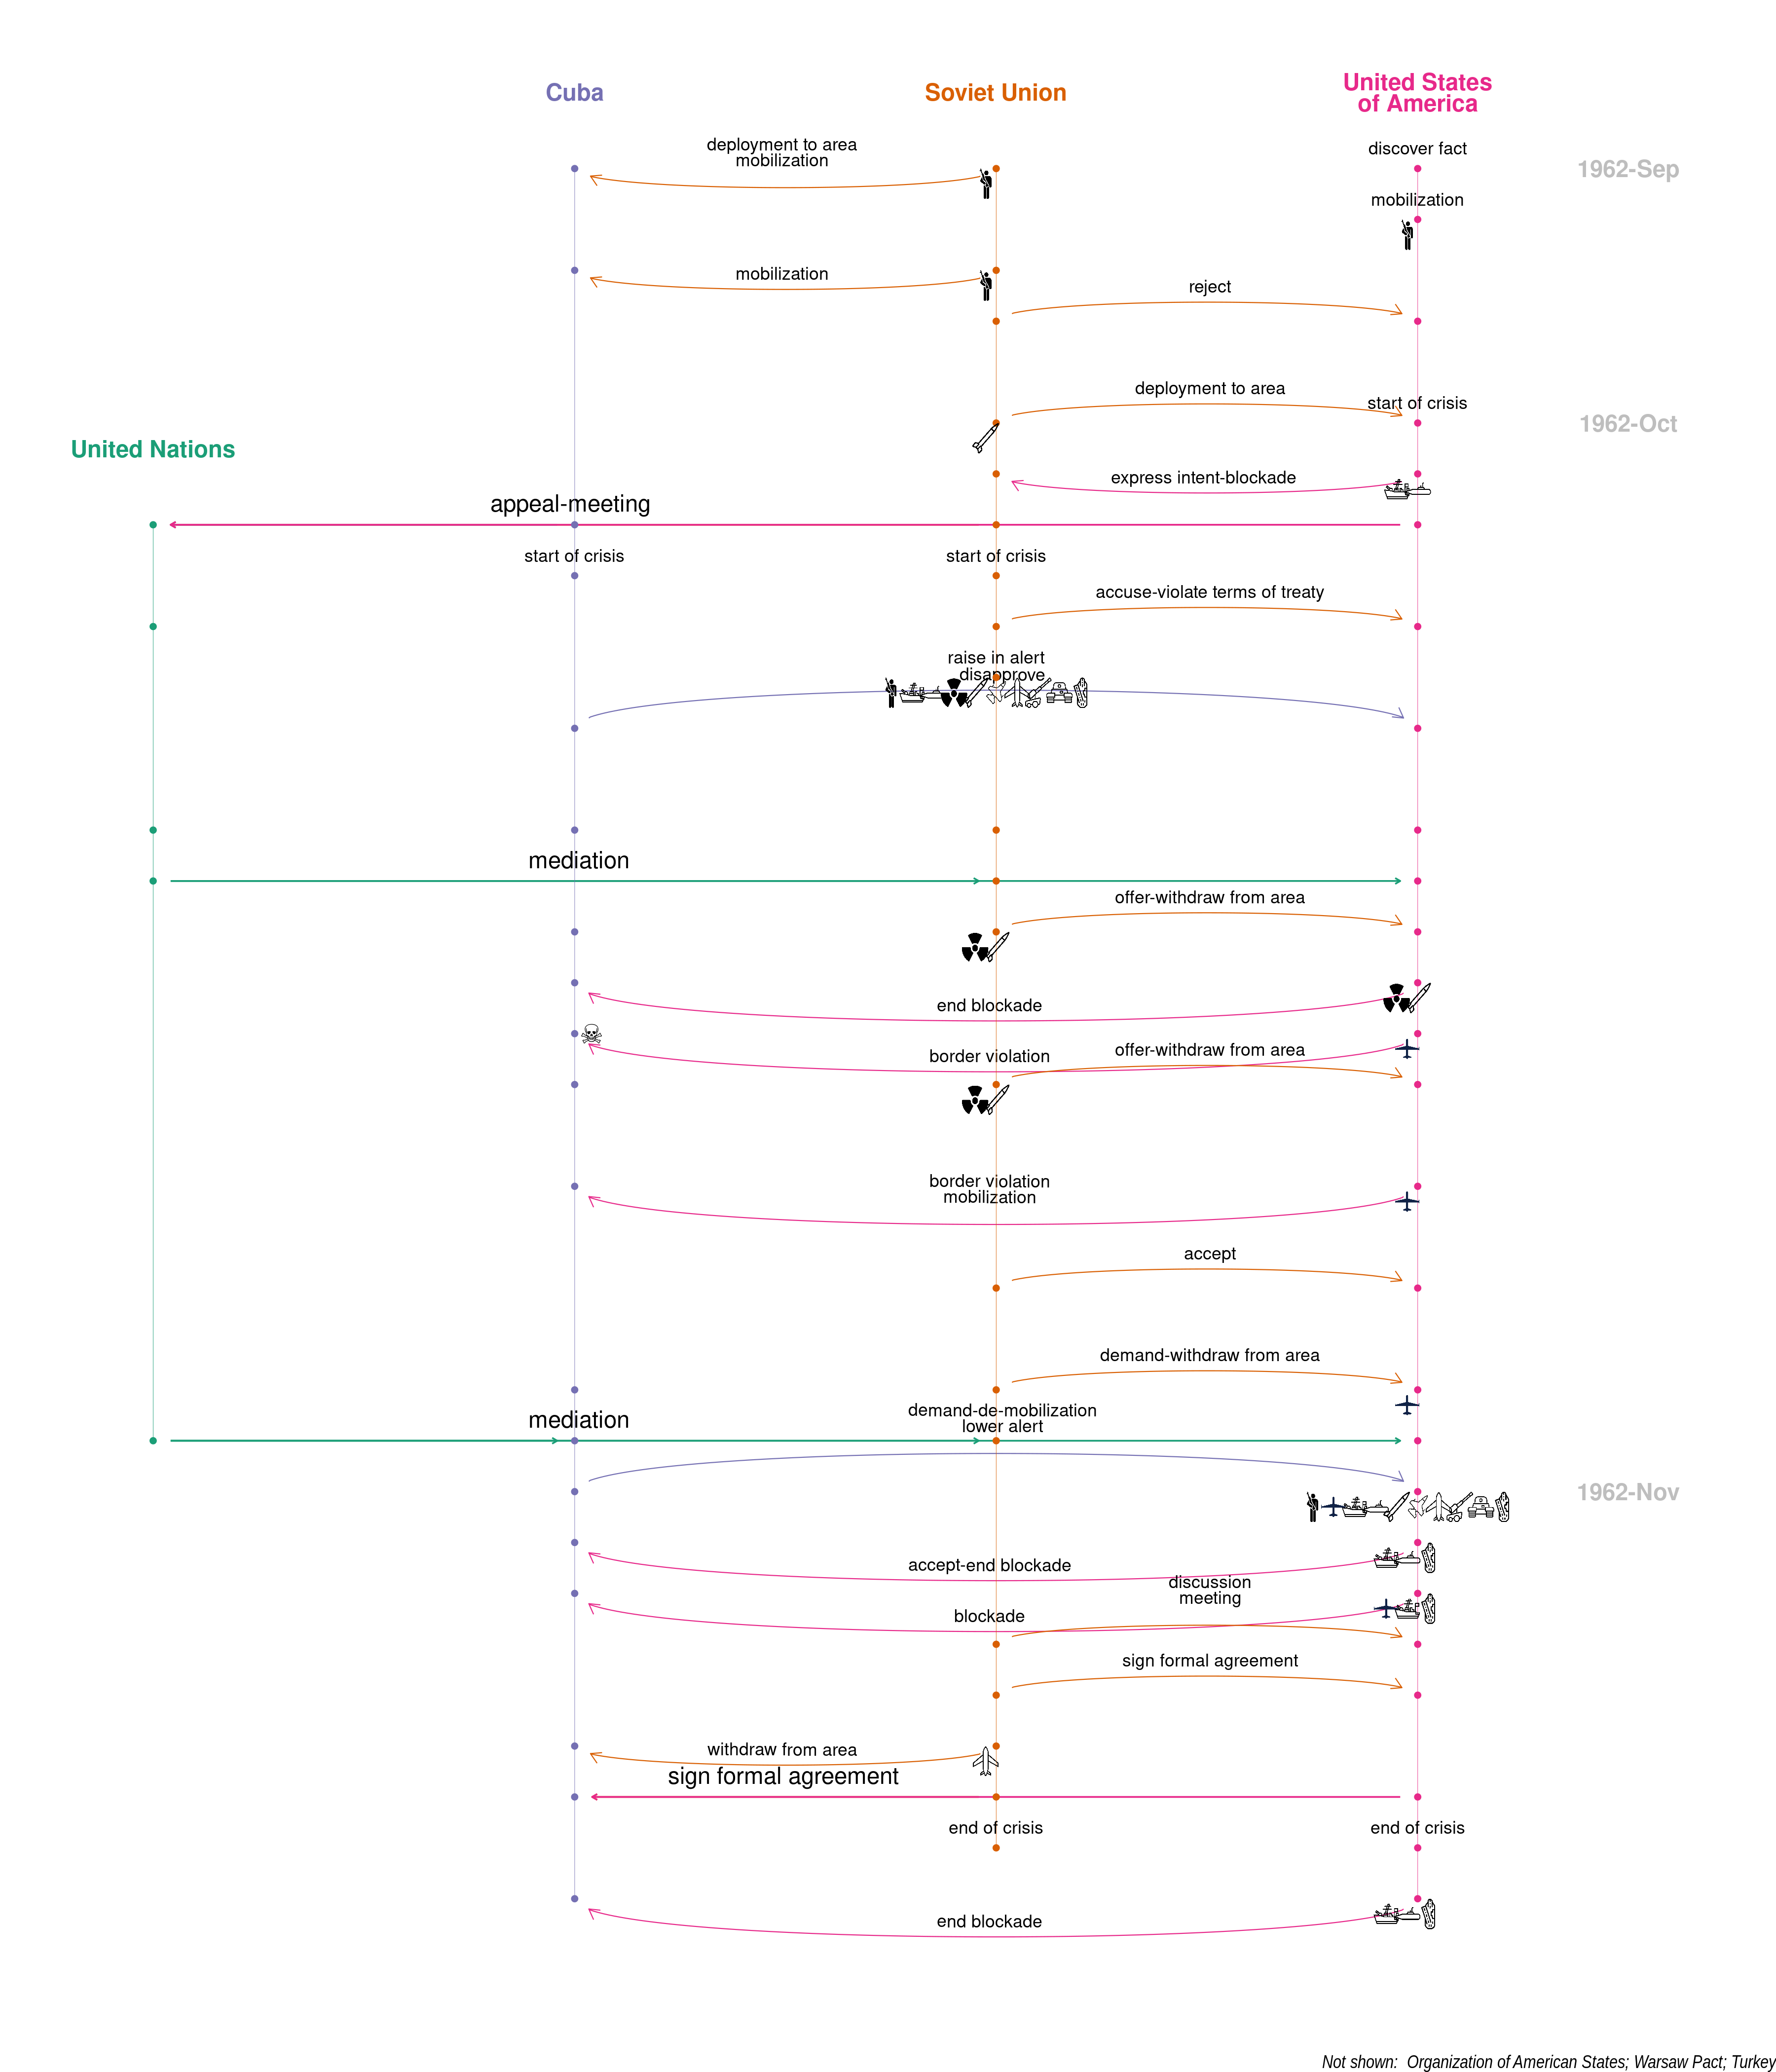 Cuba
Soviet Union
United States
of America
deployment to area
mobilization
discover fact
1962-Sep
mobilization
mobilization
reject
deployment to area
start of crisis
1962-Oct
United Nations
express intent-blockade
appeal-meeting
start of crisis
start of crisis
accuse-violate terms of treaty
raise in alert
disapprove
mediation
offer-withdraw from area
end blockade
border violation
offer-withdraw from area
border violation
mobilization
accept
demand-withdraw from area
mediation
demand-de-mobilization
lower alert
1962-Nov
accept-end blockade
discussion
meeting
blockade
sign formal agreement
withdraw from area
sign formal agreement
end of crisis
end of crisis
end blockade
Not shown: Organization of American States; Warsaw Pact; Turkey